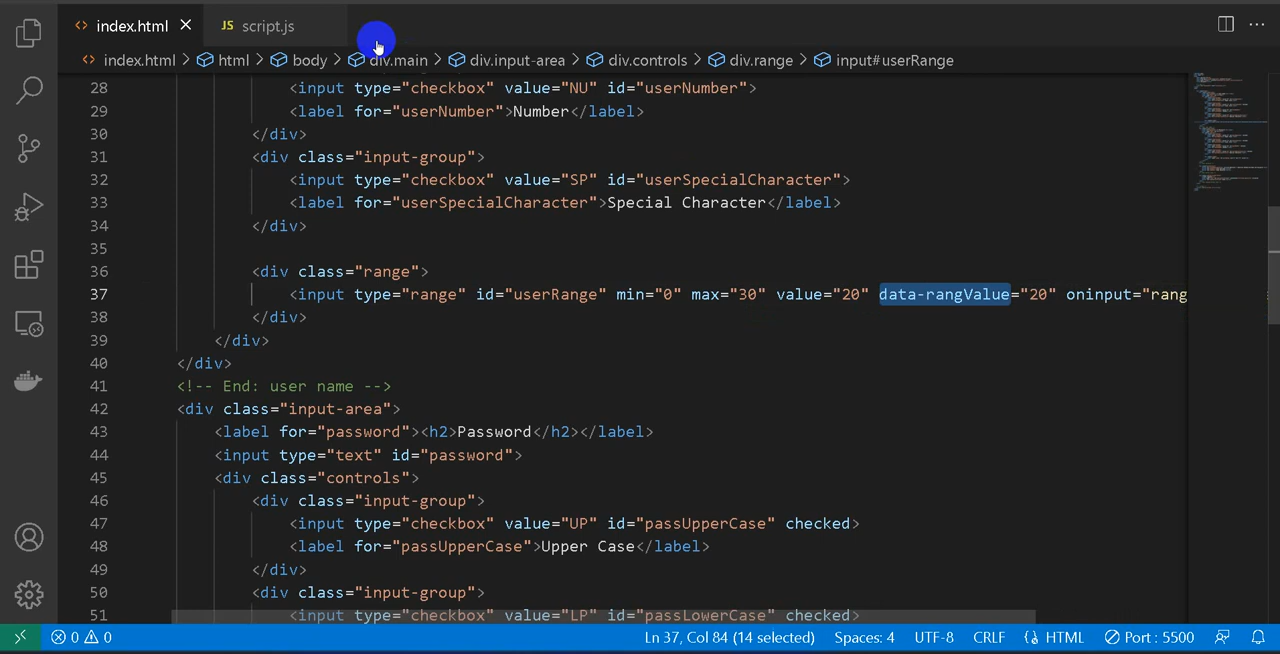 index.html
JS script.js
index.html html body div.main div.input-area div.controls div.range input#userRange
28 <input type="checkbox" value="NU" id="userNumber">
29 <label for="userNumber">Number</label>
30 </div>
31 <div class="input-group">
32 <input type="checkbox" value="SP" id="userSpecialCharacter">
33 <label for="userSpecialCharacter">Special Character</label>
34 </div>
35
36 <div class="range">
37 <input type="range" id="userRange" min="0" max="30" value="20" data-rangValue="20" oninput="rang
38 </div>
39 </div>
40 </div>
41 <!-- End: user name -->
42 <div class="input-area">
43 <label for="password"><h2>Password</h2></label>
44 <input type="text" id="password">
45 <div class="controls">
46 <div class="input-group">
47 <input type="checkbox" value="UP" id="passUpperCase" checked>
48 <label for="passUpperCase">Upper Case</label>
49 </div>
50 <div class="input-group">
51 <input type="checkbox" value="LP" id="passLowerCase" checked>
0 0 Ln 37, Col 84 (14 selected) Spaces: 4 UTF-8 CRLF HTML Port : 5500